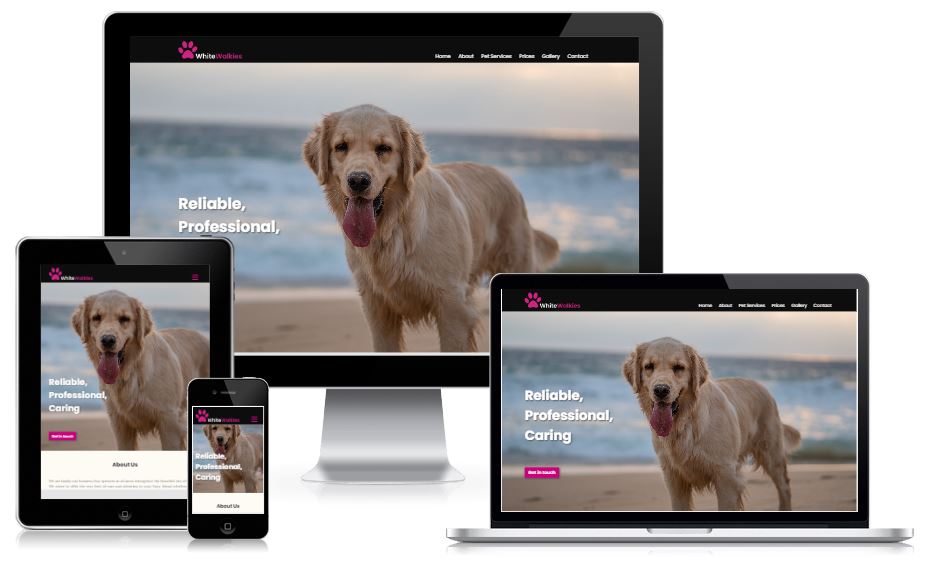 WhiteWalkies
Home About Pet Services Prices Gallery Contact
Reliable,
Professional,
WhiteWalkies
Reliable,
Professional,
Caring
Get in touch
About Us
WhiteWalkies
Reliable,
Professional,
Caring
About Us
WhiteWalkies
Home About Pet Services Prices Gallery Contact
Reliable,
Professional,
Caring
Get in touch